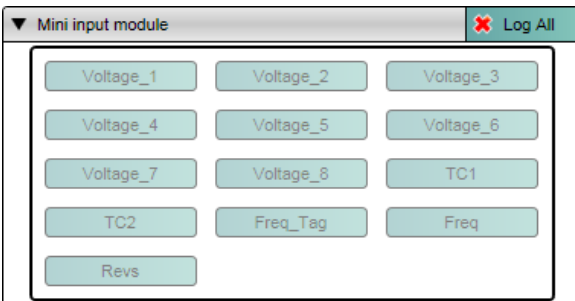 Mini input module Log All
Voltage_1 Voltage_2 Voltage_3
Voltage_4 Voltage_5 Voltage_6
Voltage_7 Voltage_8 TC1
TC2 Freq_Tag Freq
Revs